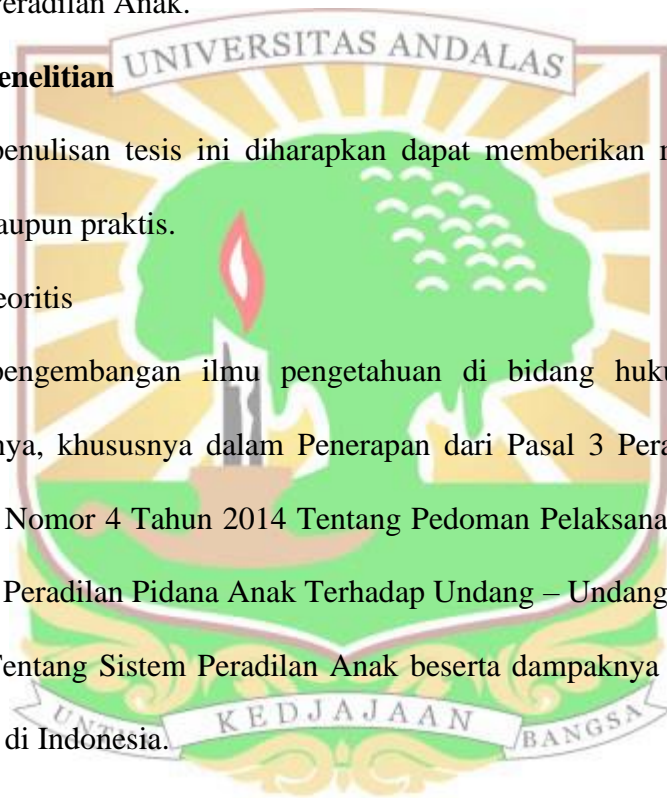 eradilan Anak.
UNIVERSITAS ANDALAS
enelitian
penulisan tesis ini diharapkan dapat memberikan
aupun praktis.
eoritis
pengembangan ilmu pengetahuan di bidang huku
nya, khususnya dalam Penerapan dari Pasal 3 Pera
Nomor 4 Tahun 2014 Tentang Pedoman Pelaksana
Peradilan Pidana Anak Terhadap Undang – Undang
Tentang Sistem Peradilan Anak beserta dampaknya
UNTUK KEDJAJAAN BANGSA
di Indonesia.